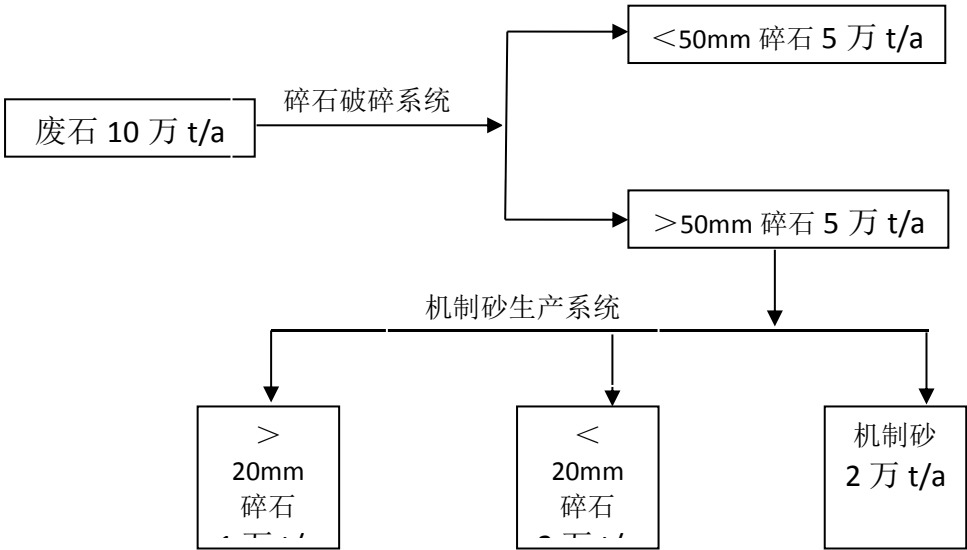 ＜50mm 碎石 5 万 t/a
碎石破碎系统
废石 10 万 t/a
＞50mm 碎石 5 万 t/a
机制砂生产系统
＞
20mm
碎石
＜
20mm
碎石
机制砂
2 万 t/a